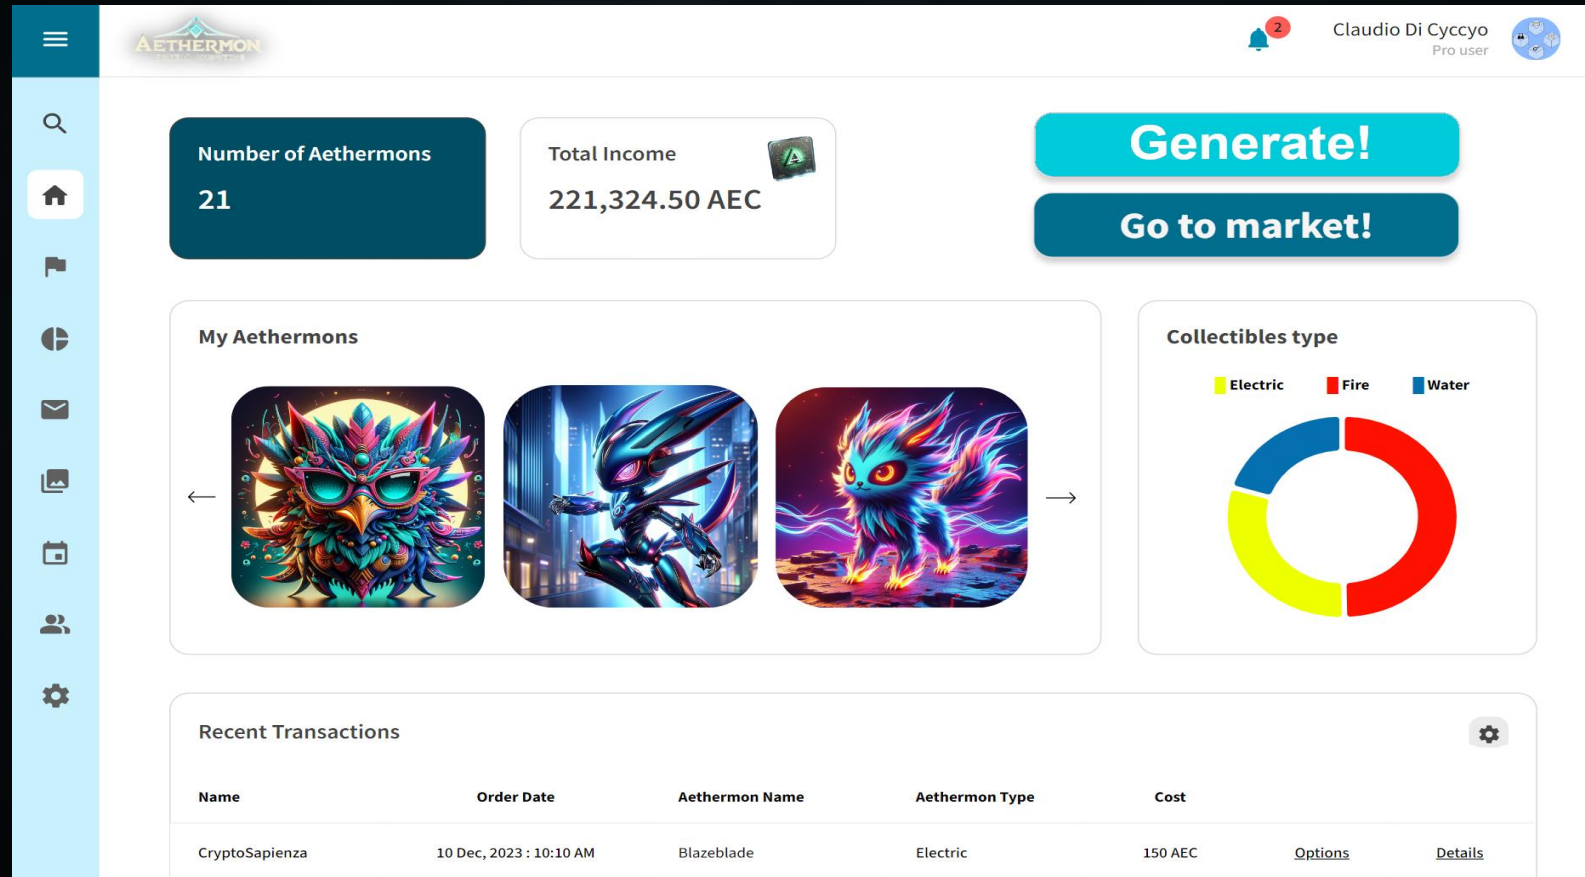 AETHERMON
2
Claudio Di Cyccyo
Pro user
Number of Aethermons
21
Total Income
221,324.50 AEC
Generate!
Go to market!
My Aethermons
Collectibles type
Electric Fire Water
Recent Transactions
Name Order Date Aethermon Name Aethermon Type Cost
CryptoSapienza 10 Dec, 2023 : 10:10 AM Blazeblade Electric 150 AEC Options Details